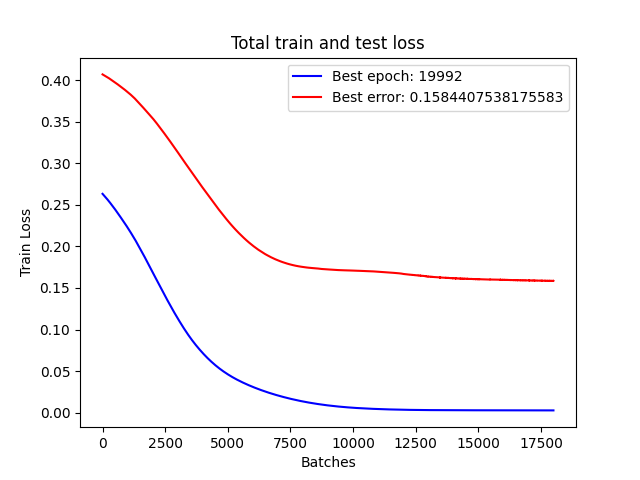 Total train and test loss
Best epoch: 19992
Best error: 0.1584407538175583
Train Loss
0.40
0.35
0.30
0.25
0.20
0.15
0.10
0.05
0.00
0 2500 5000 7500 10000 12500 15000 17500
Batches